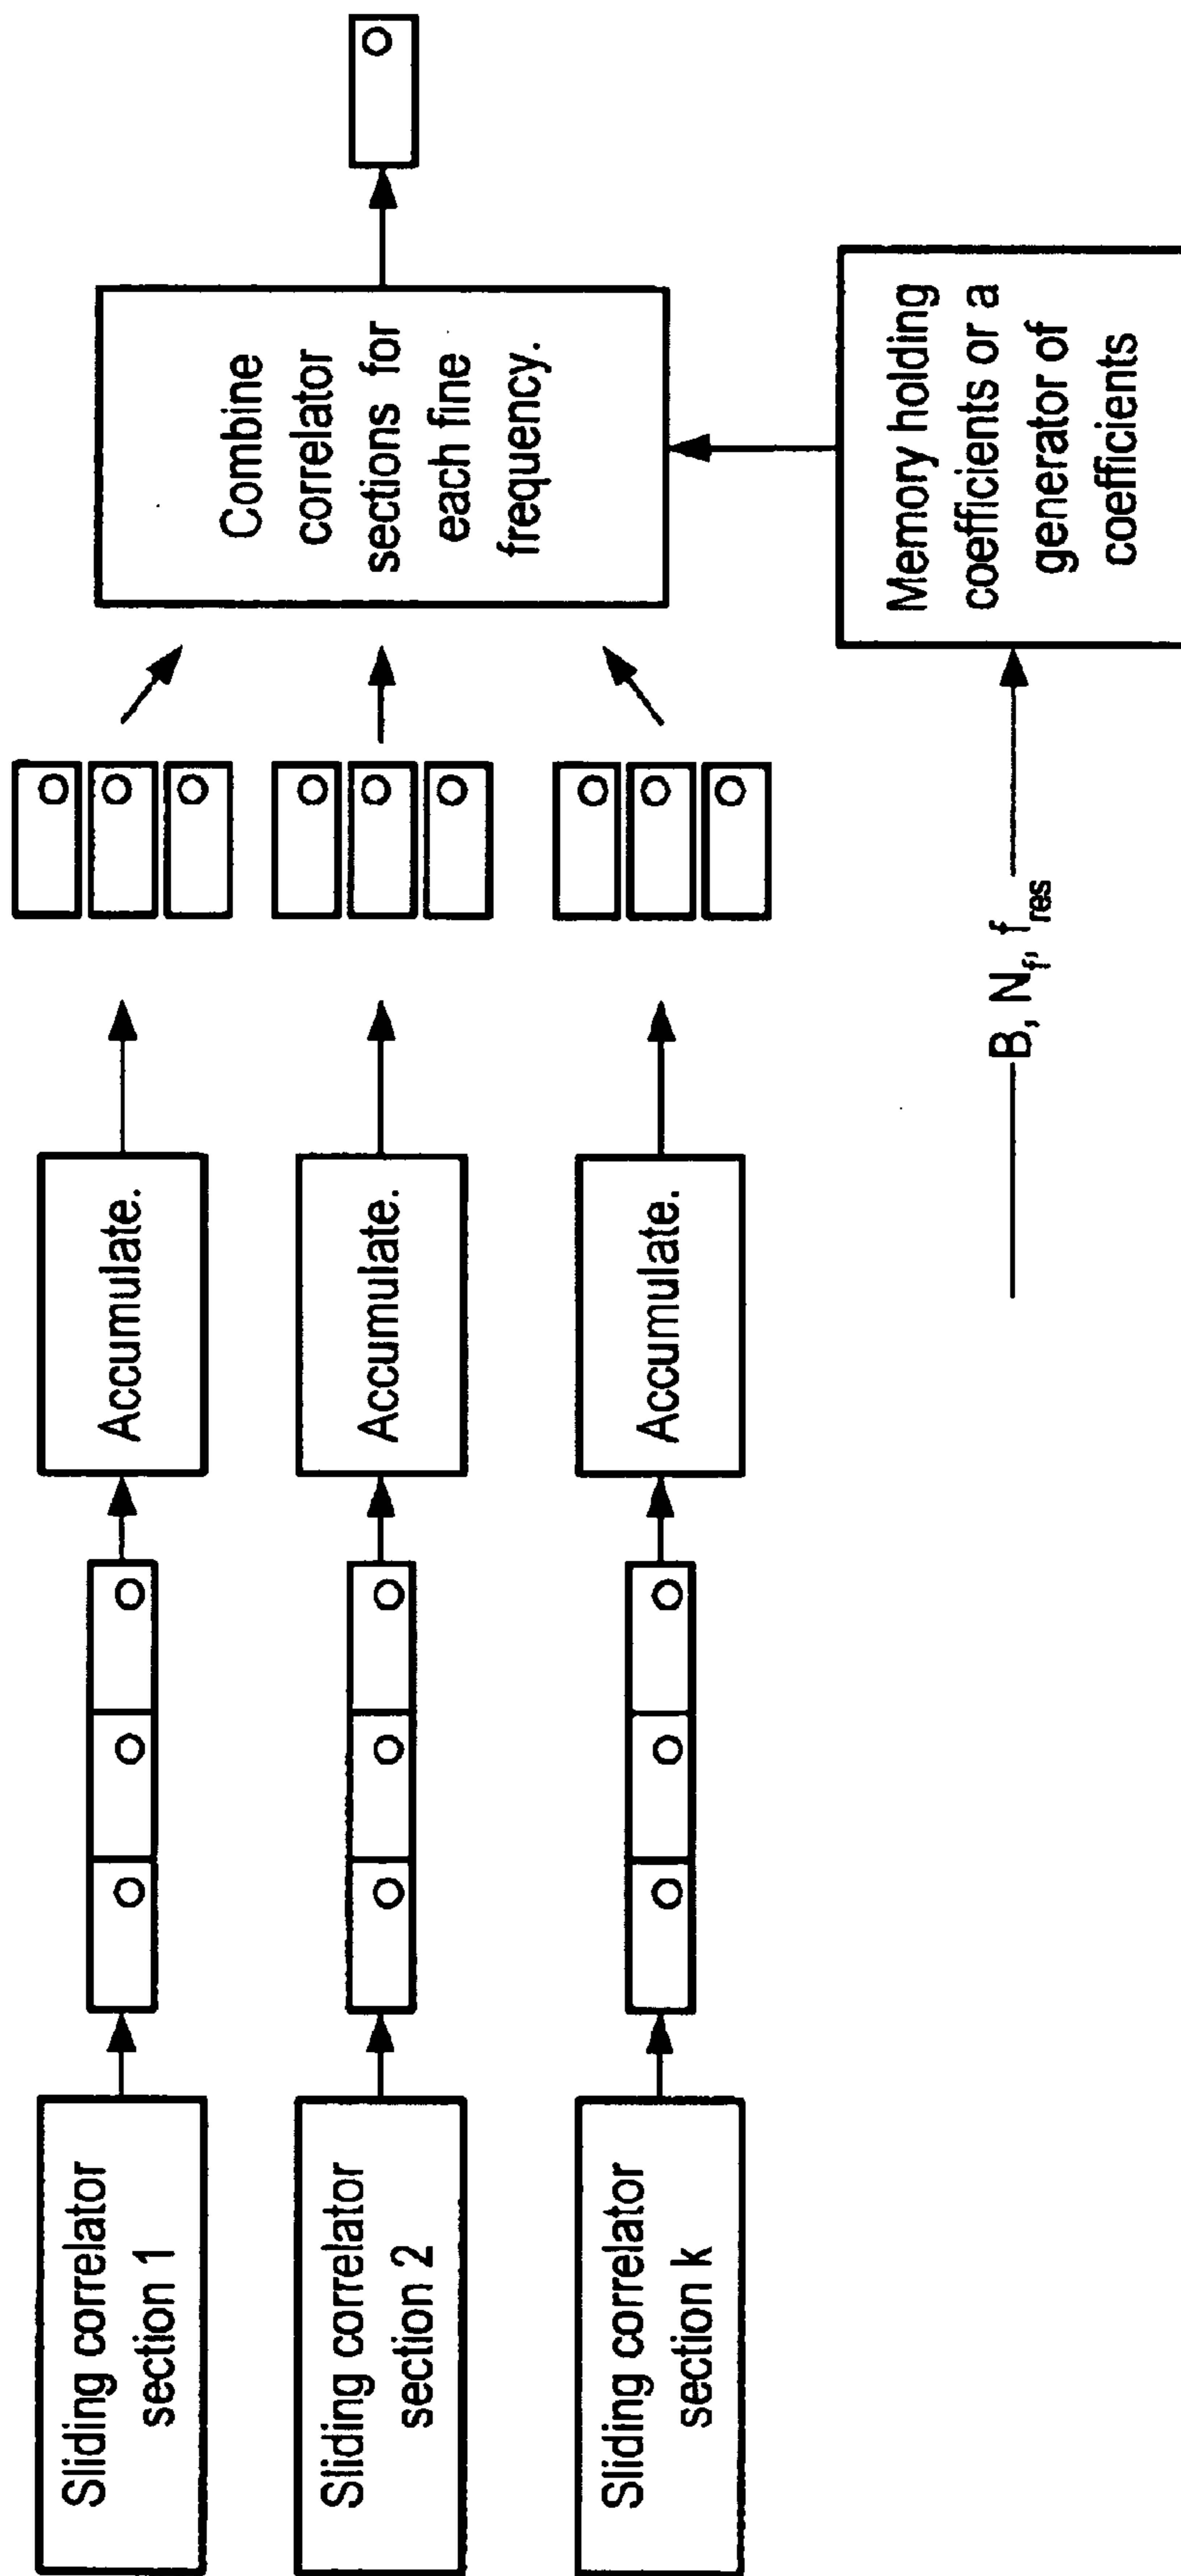 Sliding correlator
section 1
Accumulate.
Sliding correlator
section 2
Accumulate.
Sliding correlator
section k
Accumulate.
Combine
correlator
sections for
each fine
frequency.
B, N_f, f_res
Memory holding
coefficients or a
generator of
coefficients